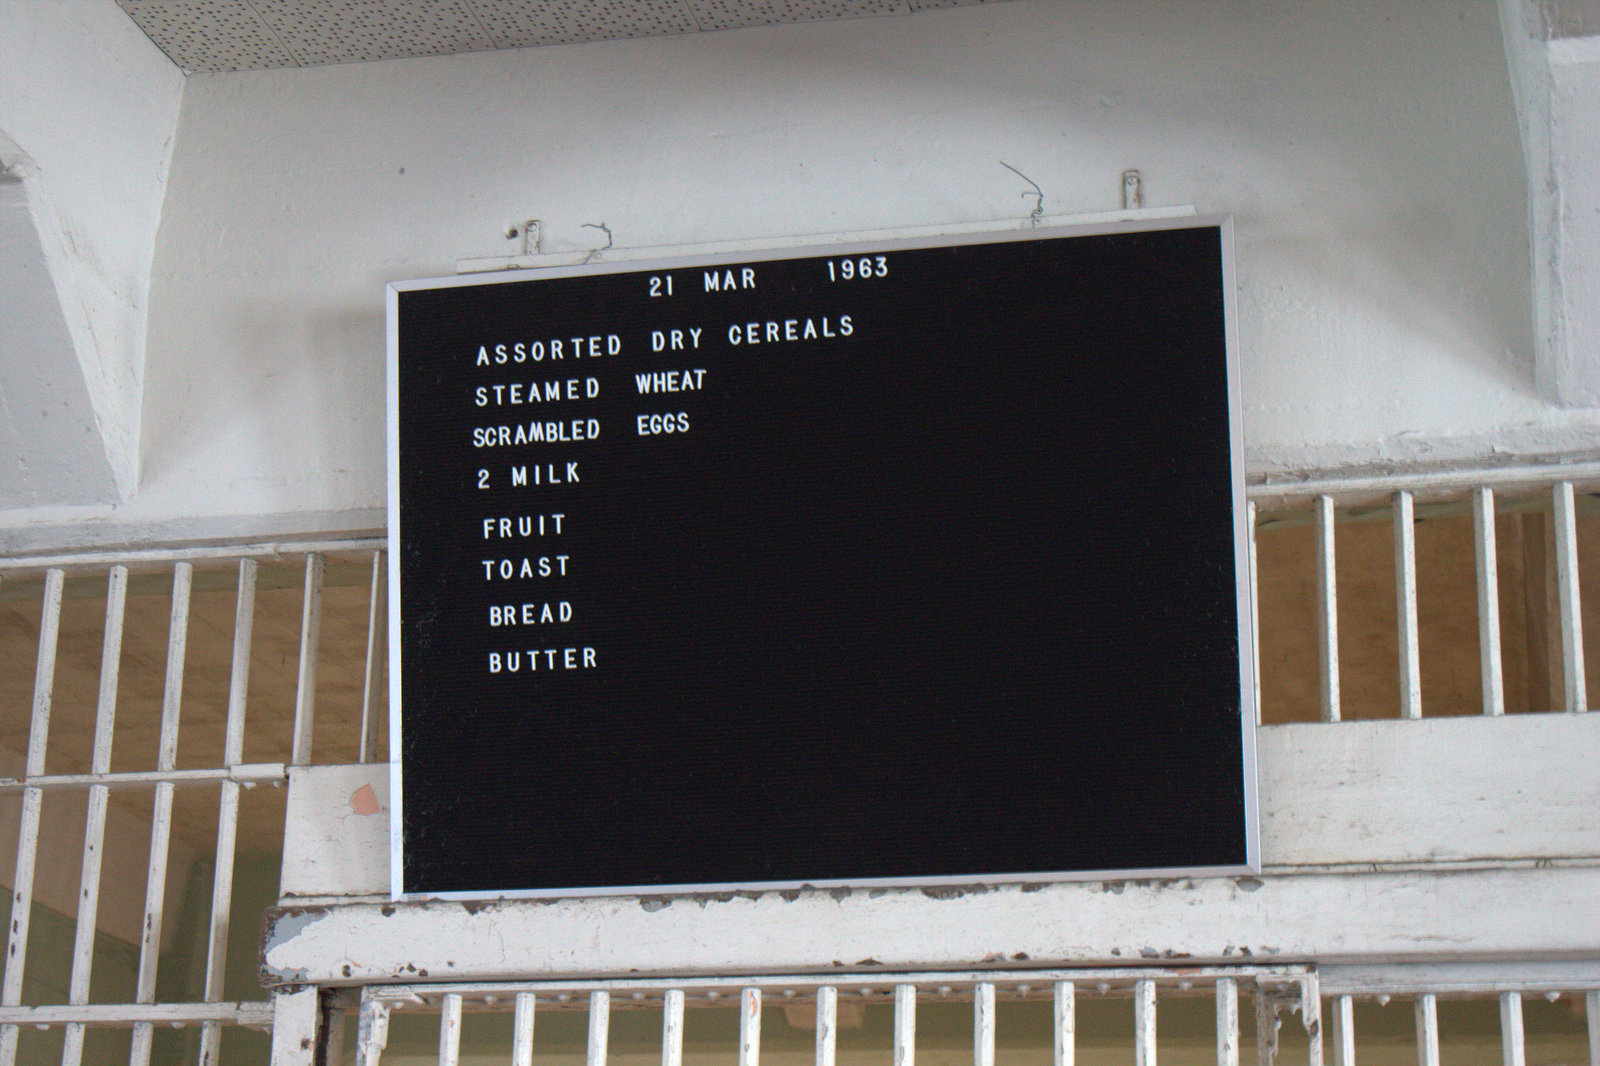 21 MAR 1963
ASSORTED DRY CEREALS
STEAMED WHEAT
SCRAMBLED EGGS
2 MILK
FRUIT
TOAST
BREAD
BUTTER